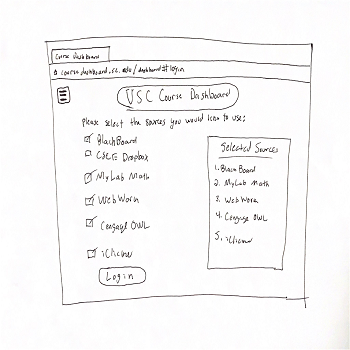 Course Dashboard
course.dashboard.sc.edu/dashboard#login
USC Course Dashboard
Please select the sources you would like to use:
BlackBoard
CSCE Dropbox
MyLab Math
WebWork
Cengage OWL
iClicker
Login
Selected Sources
1. BlackBoard
2. MyLab Math
3. WebWork
4. Cengage OWL
5. iClicker